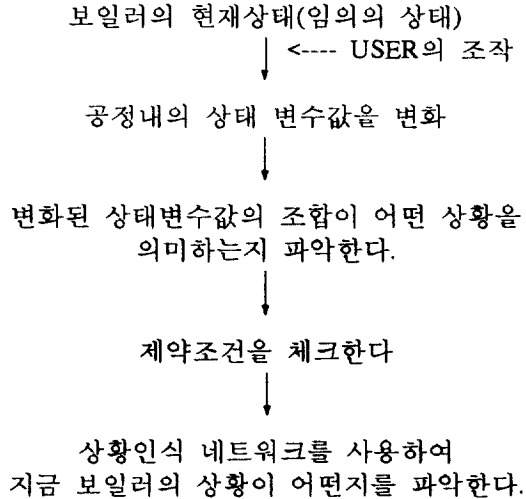 보일러의 현재상태(임의의 상태)
<---- USER의 조작
공정내의 상태 변수값을 변화
변화된 상태변수값의 조합이 어떤 상황을
의미하는지 파악한다.
제약조건을 체크한다
상황인식 네트워크를 사용하여
지금 보일러의 상황이 어떤지를 파악한다.